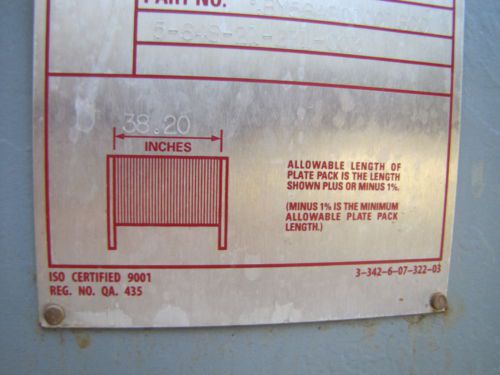 PART NO.
38.20
INCHES
ALLOWABLE LENGTH OF
PLATE PACK IS THE LENGTH
SHOWN PLUS OR MINUS 1%.
(MINUS 1% IS THE MINIMUM
ALLOWABLE PLATE PACK
LENGTH.)
ISO CERTIFIED 9001
REG. NO. QA. 435
3-342-6-07-322-03